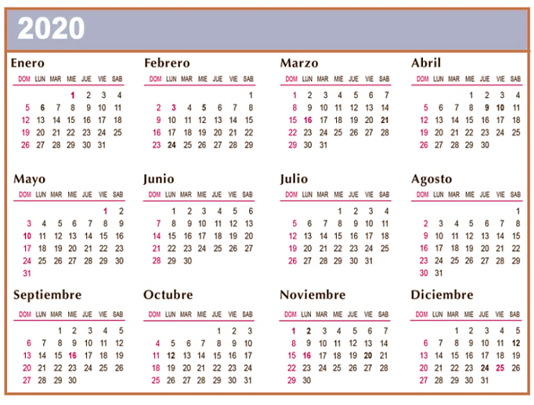 2020
Enero
DOM LUN MAR MIE JUE VIE SAB
1 2 3 4
5 6 7 8 9 10 11
12 13 14 15 16 17 18
19 20 21 22 23 24 25
26 27 28 29 30 31
Febrero
DOM LUN MAR MIE JUE VIE SAB
1
2 3 4 5 6 7 8
9 10 11 12 13 14 15
16 17 18 19 20 21 22
23 24 25 26 27 28 29
Marzo
DOM LUN MAR MIE JUE VIE SAB
1 2 3 4 5 6 7
8 9 10 11 12 13 14
15 16 17 18 19 20 21
22 23 24 25 26 27 28
29 30 31
Abril
DOM LUN MAR MIE JUE VIE SAB
1 2 3 4
5 6 7 8 9 10 11
12 13 14 15 16 17 18
19 20 21 22 23 24 25
26 27 28 29 30
Mayo
DOM LUN MAR MIE JUE VIE SAB
1 2
3 4 5 6 7 8 9
10 11 12 13 14 15 16
17 18 19 20 21 22 23
24 25 26 27 28 29 30
31
Junio
DOM LUN MAR MIE JUE VIE SAB
1 2 3 4 5 6
7 8 9 10 11 12 13
14 15 16 17 18 19 20
21 22 23 24 25 26 27
28 29 30
Julio
DOM LUN MAR MIE JUE VIE SAB
1 2 3 4
5 6 7 8 9 10 11
12 13 14 15 16 17 18
19 20 21 22 23 24 25
26 27 28 29 30 31
Agosto
DOM LUN MAR MIE JUE VIE SAB
1
2 3 4 5 6 7 8
9 10 11 12 13 14 15
16 17 18 19 20 21 22
23 24 25 26 27 28 29
30 31
Septiembre
DOM LUN MAR MIE JUE VIE SAB
1 2 3 4 5
6 7 8 9 10 11 12
13 14 15 16 17 18 19
20 21 22 23 24 25 26
27 28 29 30
Octubre
DOM LUN MAR MIE JUE VIE SAB
1 2 3
4 5 6 7 8 9 10
11 12 13 14 15 16 17
18 19 20 21 22 23 24
25 26 27 28 29 30 31
Noviembre
DOM LUN MAR MIE JUE VIE SAB
1 2 3 4 5 6 7
8 9 10 11 12 13 14
15 16 17 18 19 20 21
22 23 24 25 26 27 28
29 30
Diciembre
DOM LUN MAR MIE JUE VIE SAB
1 2 3 4 5
6 7 8 9 10 11 12
13 14 15 16 17 18 19
20 21 22 23 24 25 26
27 28 29 30 31